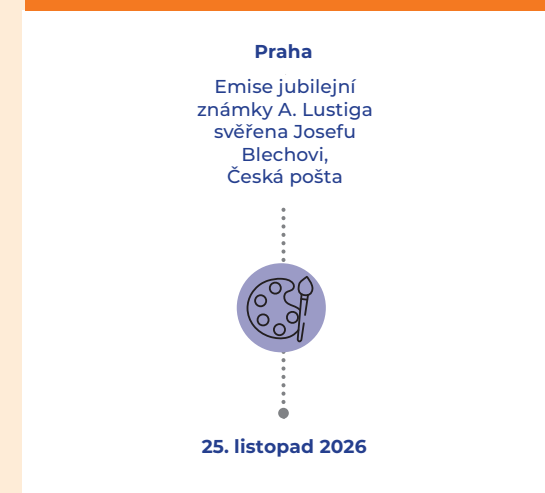 Praha
Emise jubilejní
známky A. Lustiga
svěřena Josefu
Blechovi,
Česká pošta
25. listopad 2026